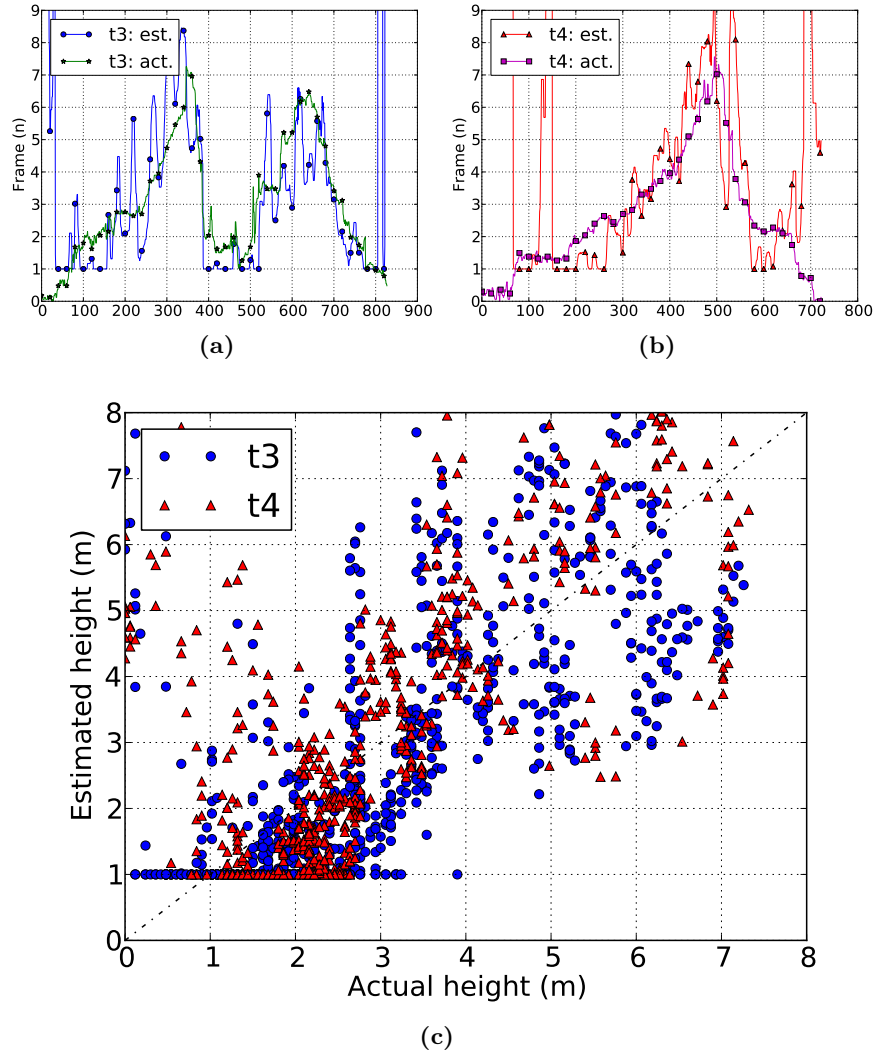 9
8
7
6
5
4
3
2
1
0
Frame (n)
t3: est.
t3: act.
0 100 200 300 400 500 600 700 800 900
(a)
9
8
7
6
5
4
3
2
1
0
Frame (n)
t4: est.
t4: act.
0 100 200 300 400 500 600 700 800
(b)
8
7
6
5
4
3
2
1
0
Estimated height (m)
t3
t4
0 1 2 3 4 5 6 7 8
Actual height (m)
(c)